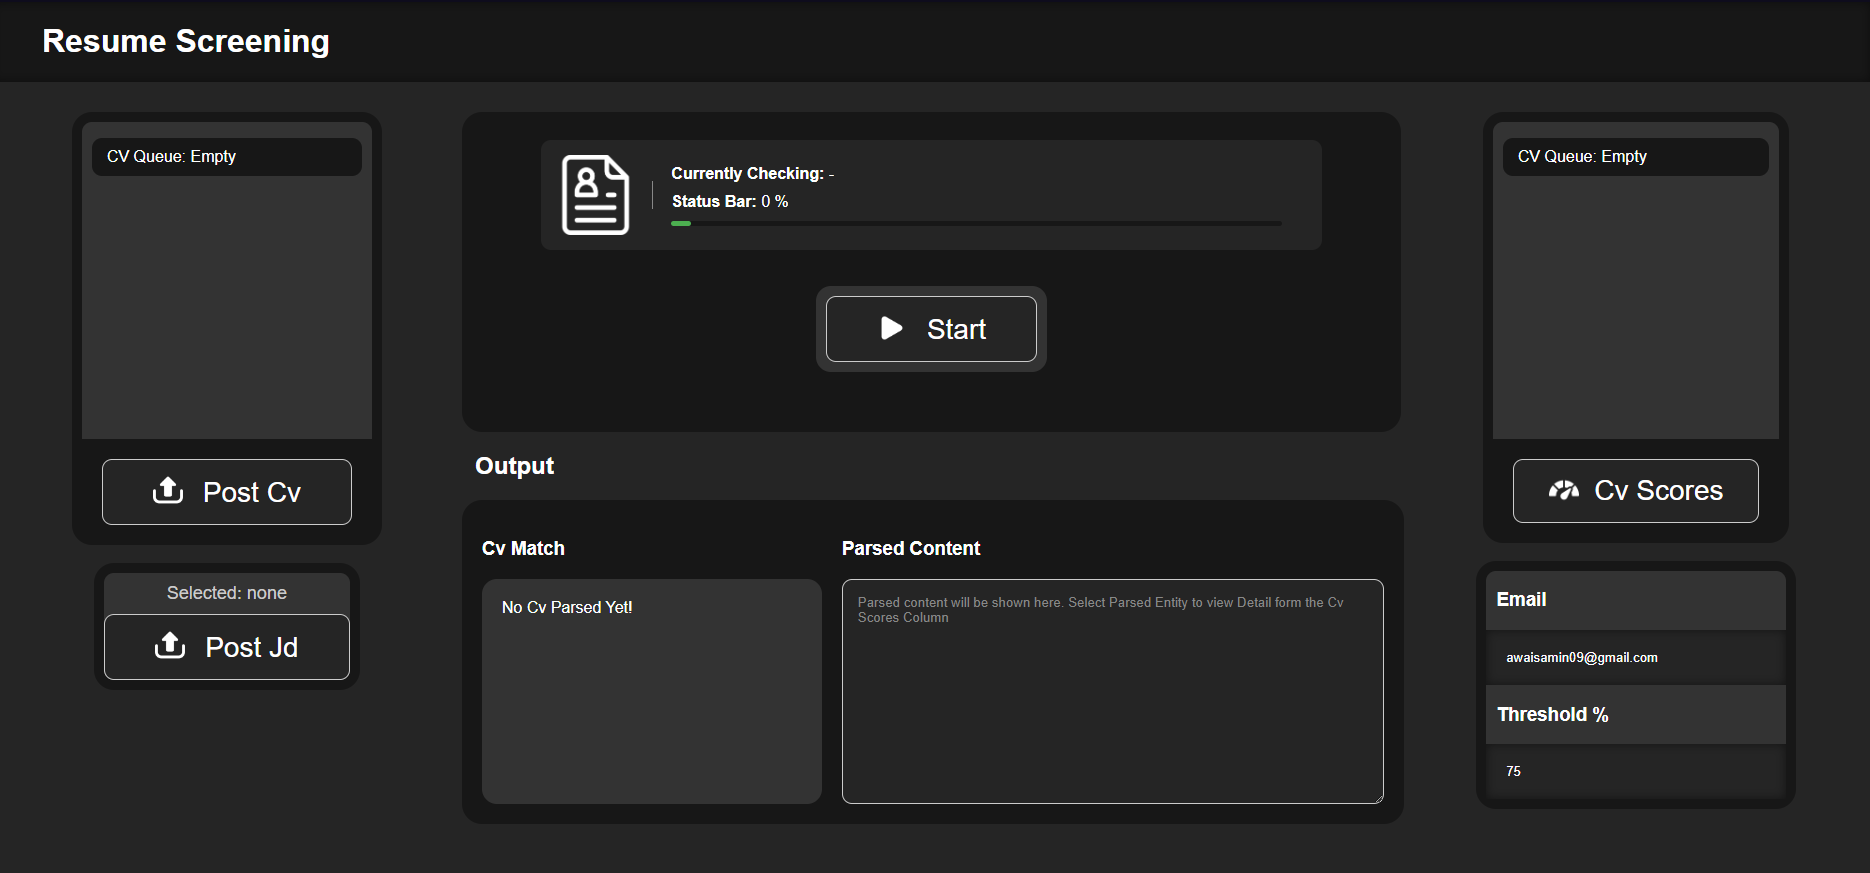 Resume Screening
CV Queue: Empty
Post Cv
Selected: none
Post Jd
Currently Checking: -
Status Bar: 0 %
Start
Output
Cv Match
No Cv Parsed Yet!
Parsed Content
Parsed content will be shown here. Select Parsed Entity to view Detail form the Cv
Scores Column
CV Queue: Empty
Cv Scores
Email
awaisamin09@gmail.com
Threshold %
75